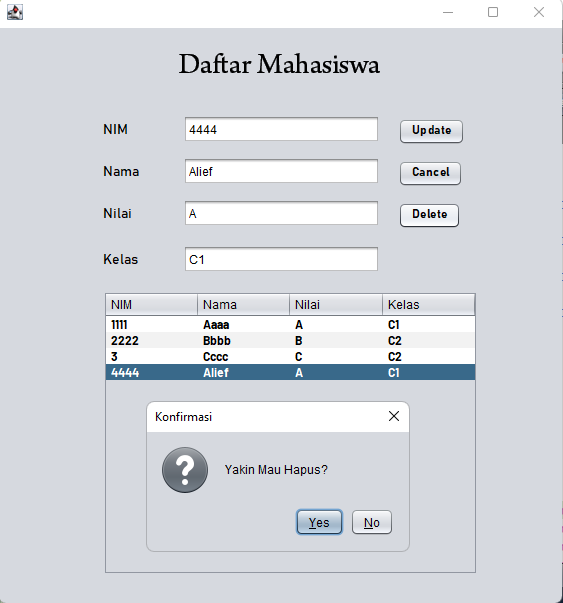 Daftar Mahasiswa
NIM 4444 Update
Nama Alief Cancel
Nilai A Delete
Kelas C1
NIM Nama Nilai Kelas
1111 Aaaa A C1
2222 Bbbb B C2
3 Cccc C C2
4444 Alief A C1
Konfirmasi
Yakin Mau Hapus?
Yes No